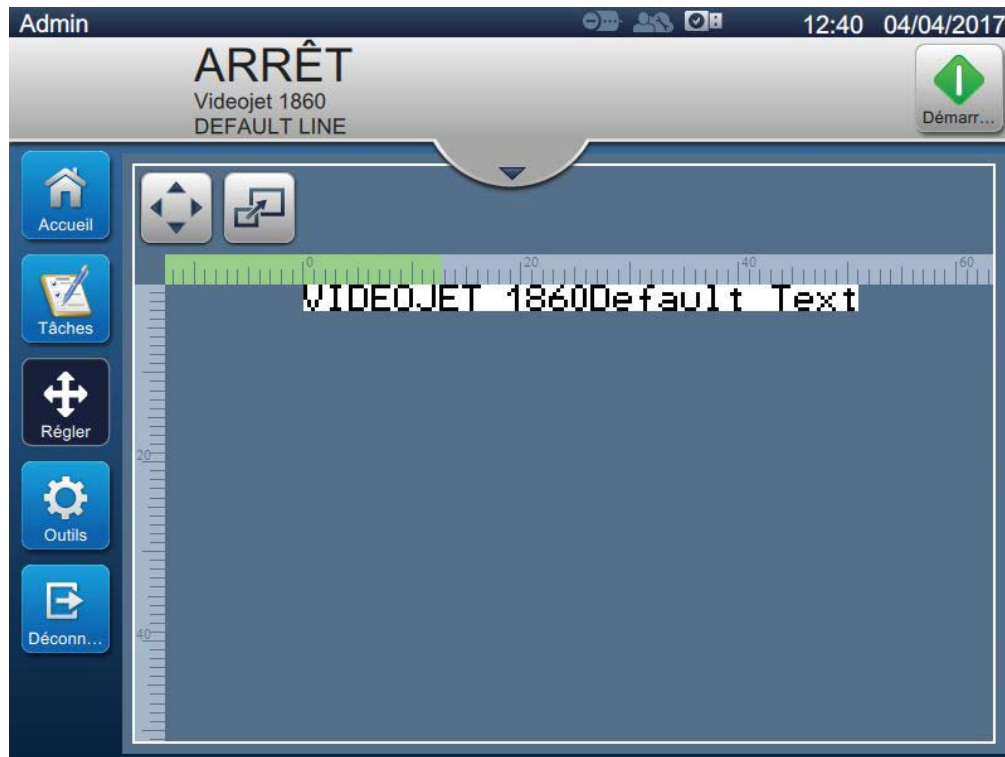 Admin 12:40 04/04/2017
ARRÊT
Videojet 1860
DEFAULT LINE
Démarr...
Accueil
0 20 40 60
VIDEOJET 1860Default Text
Tâches
Régler
20
Outils
Déconn...
40